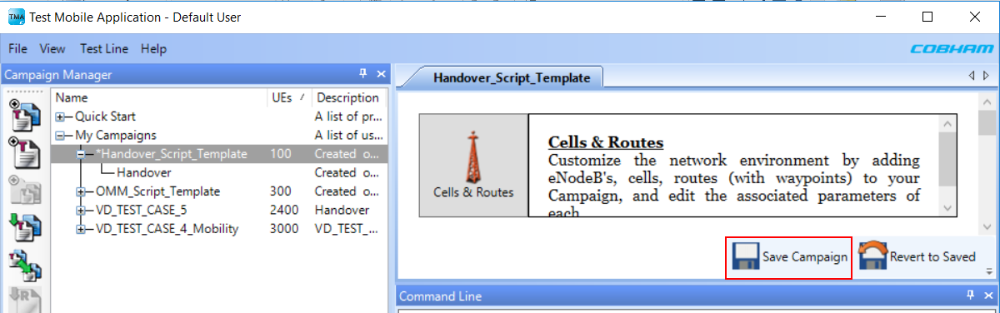 TMA
Test Mobile Application - Default User
File View Test Line Help
COBHAM
Campaign Manager
Name UEs Description
Quick Start A list of pr...
My Campaigns A list of us...
*Handover_Script_Template 100 Created o...
Handover Created o...
OMM_Script_Template 300 Created o...
VD_TEST_CASE_5 2400 Handover
VD_TEST_CASE_4_Mobility 3000 VD_TEST_...
Handover_Script_Template
Cells & Routes
Cells & Routes
Customize the network environment by adding
eNodeB's, cells, routes (with waypoints) to your
Campaign, and edit the associated parameters of
each
Save Campaign Revert to Saved
Command Line